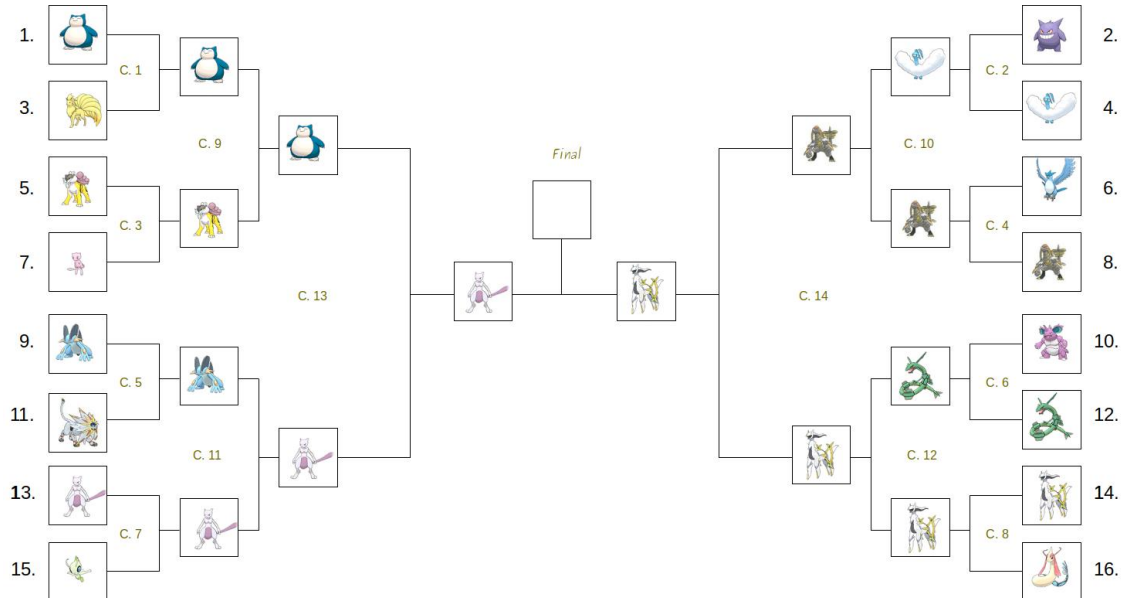 1.
C. 1
3.
C. 9
5.
C. 3
7.
C. 13
9.
C. 5
11.
C. 11
13.
C. 7
15.
Final
2.
C. 2
4.
C. 10
6.
C. 4
8.
C. 14
10.
C. 6
12.
C. 12
14.
C. 8
16.